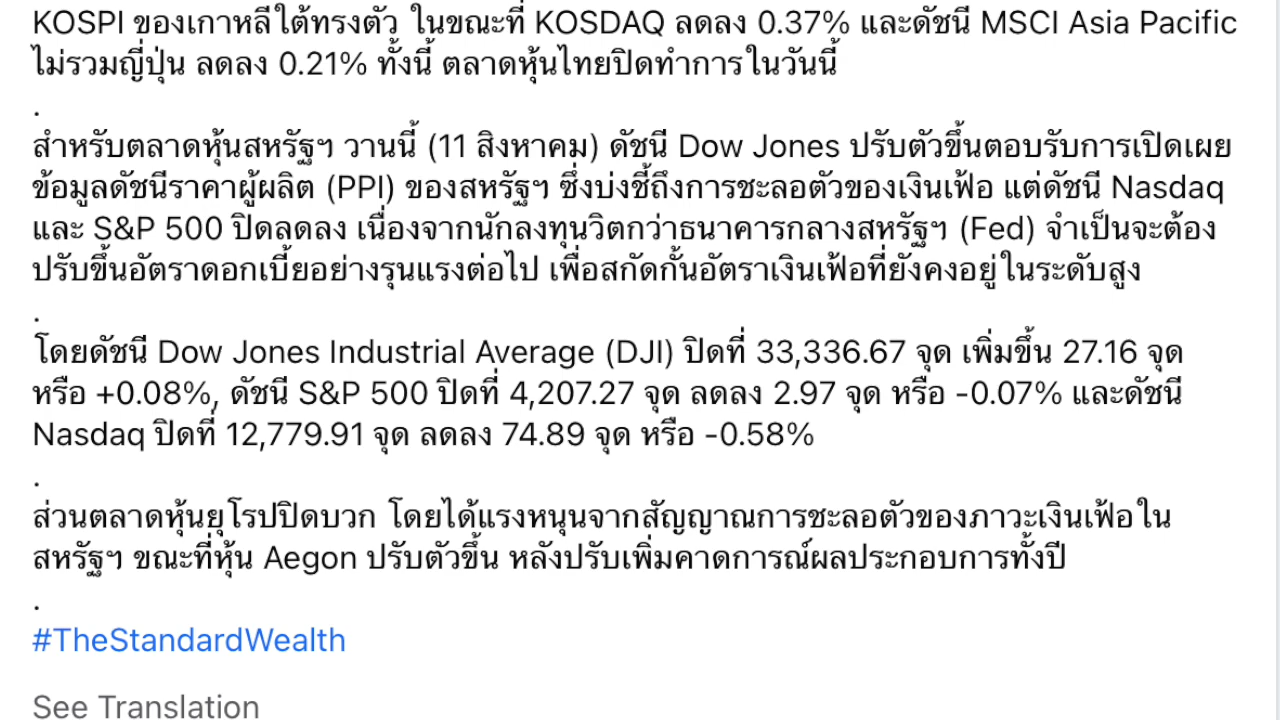 KOSPI ของเกาหลีใต้ทรงตัว ในขณะที่ KOSDAQ ลดลง 0.37% และดัชนี MSCI Asia Pacific
ไม่รวมญี่ปุ่น ลดลง 0.21% ทั้งนี้ ตลาดหุ้นไทยปิดทำการในวันนี้
.
สำหรับตลาดหุ้นสหรัฐฯ วานนี้ (11 สิงหาคม) ดัชนี Dow Jones ปรับตัวขึ้นตอบรับการเปิดเผย
ข้อมูลดัชนีราคาผู้ผลิต (PPI) ของสหรัฐฯ ซึ่งบ่งชี้ถึงการชะลอตัวของเงินเฟ้อ แต่ดัชนี Nasdaq
และ S&P 500 ปิดลดลง เนื่องจากนักลงทุนวิตกว่าธนาคารกลางสหรัฐฯ (Fed) จำเป็นจะต้อง
ปรับขึ้นอัตราดอกเบี้ยอย่างรุนแรงต่อไป เพื่อสกัดกั้นอัตราเงินเฟ้อที่ยังคงอยู่ในระดับสูง
.
โดยดัชนี Dow Jones Industrial Average (DJI) ปิดที่ 33,336.67 จุด เพิ่มขึ้น 27.16 จุด
หรือ +0.08%, ดัชนี S&P 500 ปิดที่ 4,207.27 จุด ลดลง 2.97 จุด หรือ -0.07% และดัชนี
Nasdaq ปิดที่ 12,779.91 จุด ลดลง 74.89 จุด หรือ -0.58%
.
ส่วนตลาดหุ้นยุโรปปิดบวก โดยได้แรงหนุนจากสัญญาณการชะลอตัวของภาวะเงินเฟ้อใน
สหรัฐฯ ขณะที่หุ้น Aegon ปรับตัวขึ้น หลังปรับเพิ่มคาดการณ์ผลประกอบการทั้งปี
.
#TheStandardWealth
See Translation